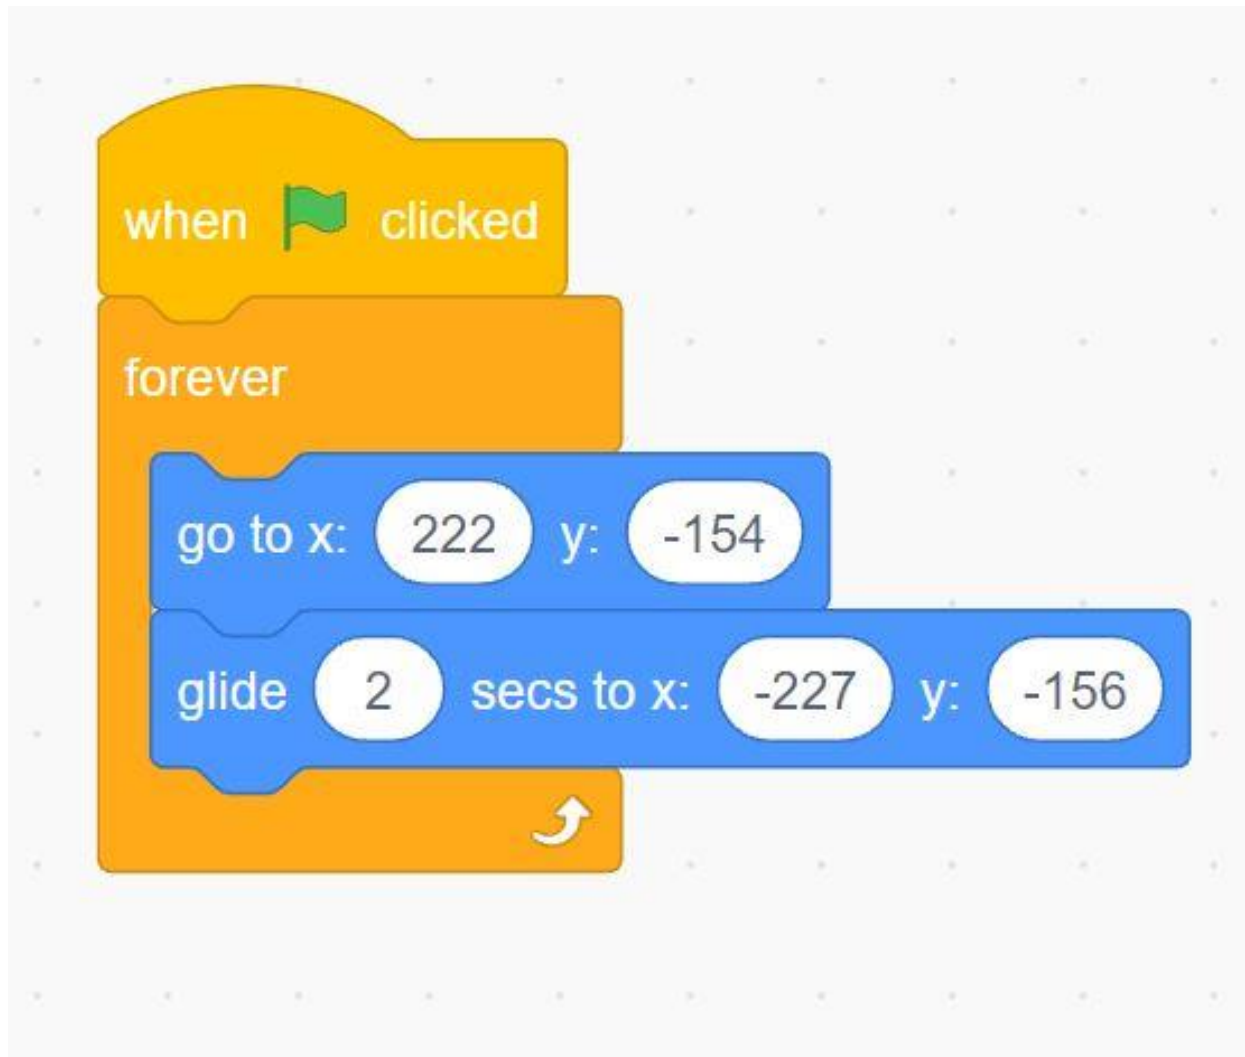 when clicked
forever
go to x: 222 y: -154
glide 2 secs to x: -227 y: -156